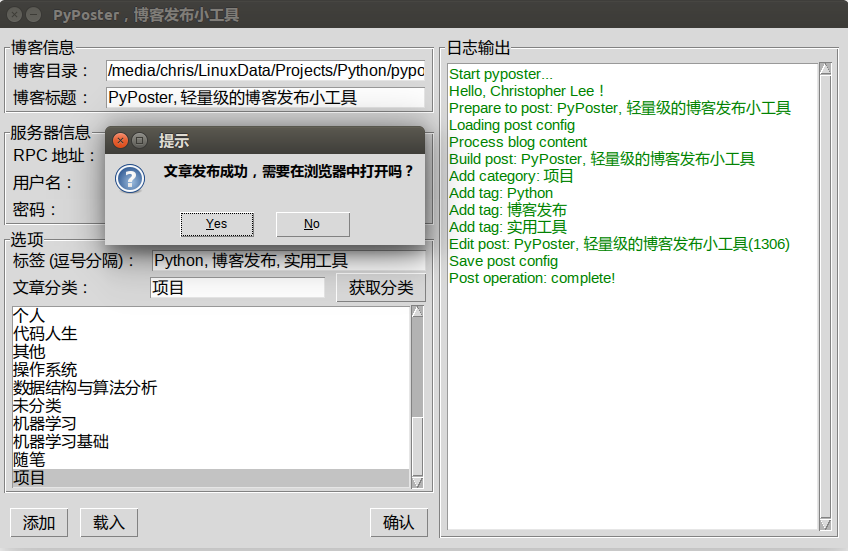 PyPoster，博客发布小工具
博客信息
博客目录：
/media/chris/LinuxData/Projects/Python/pypo
博客标题：
PyPoster, 轻量级的博客发布小工具
服务器信息
RPC 地址：
用户名：
密码：
提示
文章发布成功，需要在浏览器中打开吗？
Yes
No
选项
标签 (逗号分隔)：
Python, 博客发布, 实用工具
文章分类：
项目
获取分类
个人
代码人生
其他
操作系统
数据结构与算法分析
未分类
机器学习
机器学习基础
随笔
项目
添加
载入
确认
日志输出
Start pyposter...
Hello, Christopher Lee！
Prepare to post: PyPoster, 轻量级的博客发布小工具
Loading post config
Process blog content
Build post: PyPoster, 轻量级的博客发布小工具
Add category: 项目
Add tag: Python
Add tag: 博客发布
Add tag: 实用工具
Edit post: PyPoster, 轻量级的博客发布小工具(1306)
Save post config
Post operation: complete!